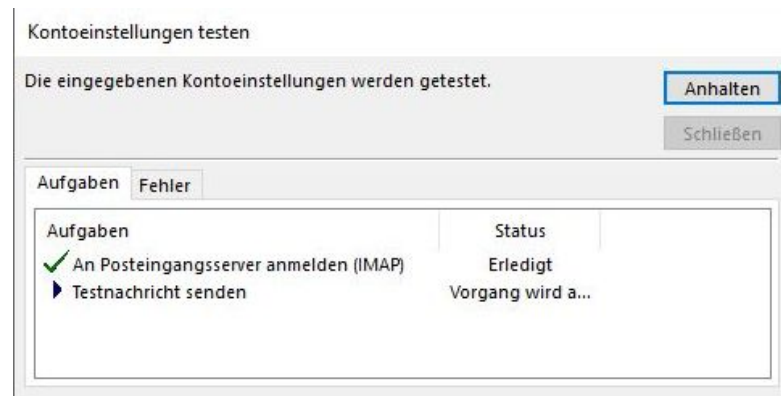 Kontoeinstellungen testen
Die eingegebenen Kontoeinstellungen werden getestet.
Anhalten
Schließen
Aufgaben Fehler
Aufgaben Status
An Posteingangsserver anmelden (IMAP) Erledigt
Testnachricht senden Vorgang wird a...